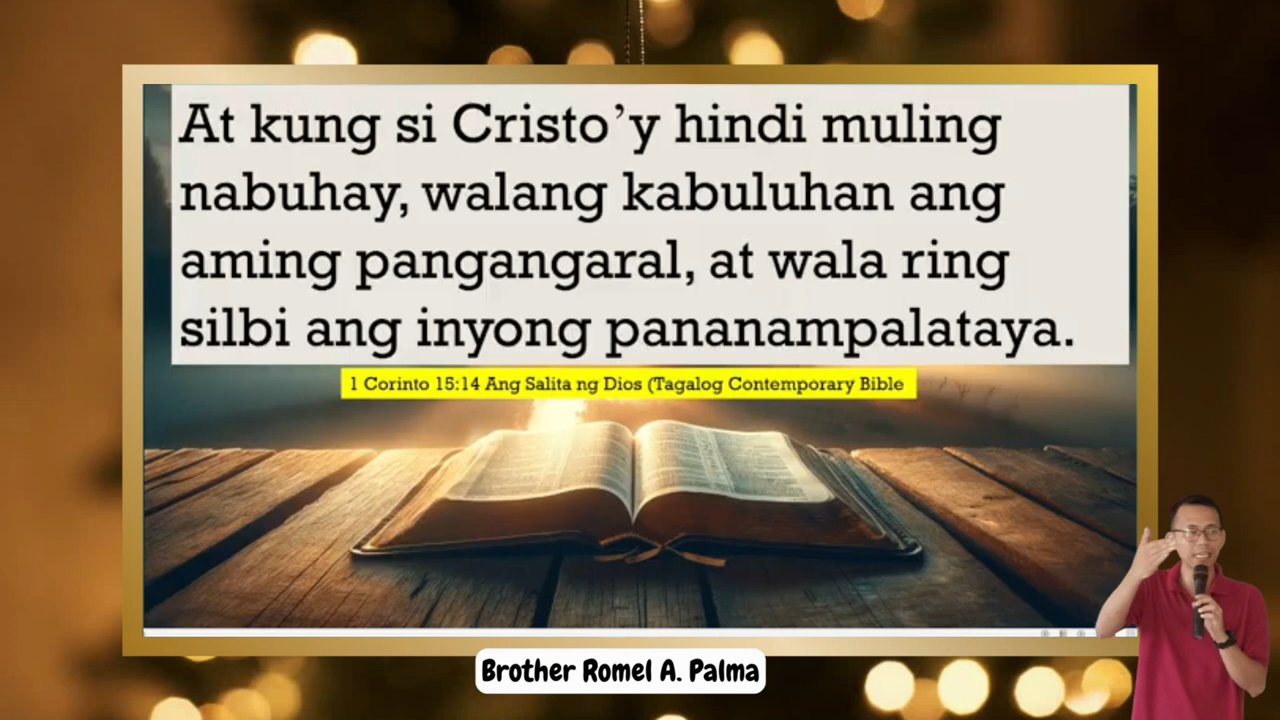 At kung si Cristo’y hindi muling
nabuhay, walang kabuluhan ang
aming pangangaral, at wala ring
silbi ang inyong pananampalataya.
1 Corinto 15:14 Ang Salita ng Dios (Tagalog Contemporary Bible
Brother Romel A. Palma